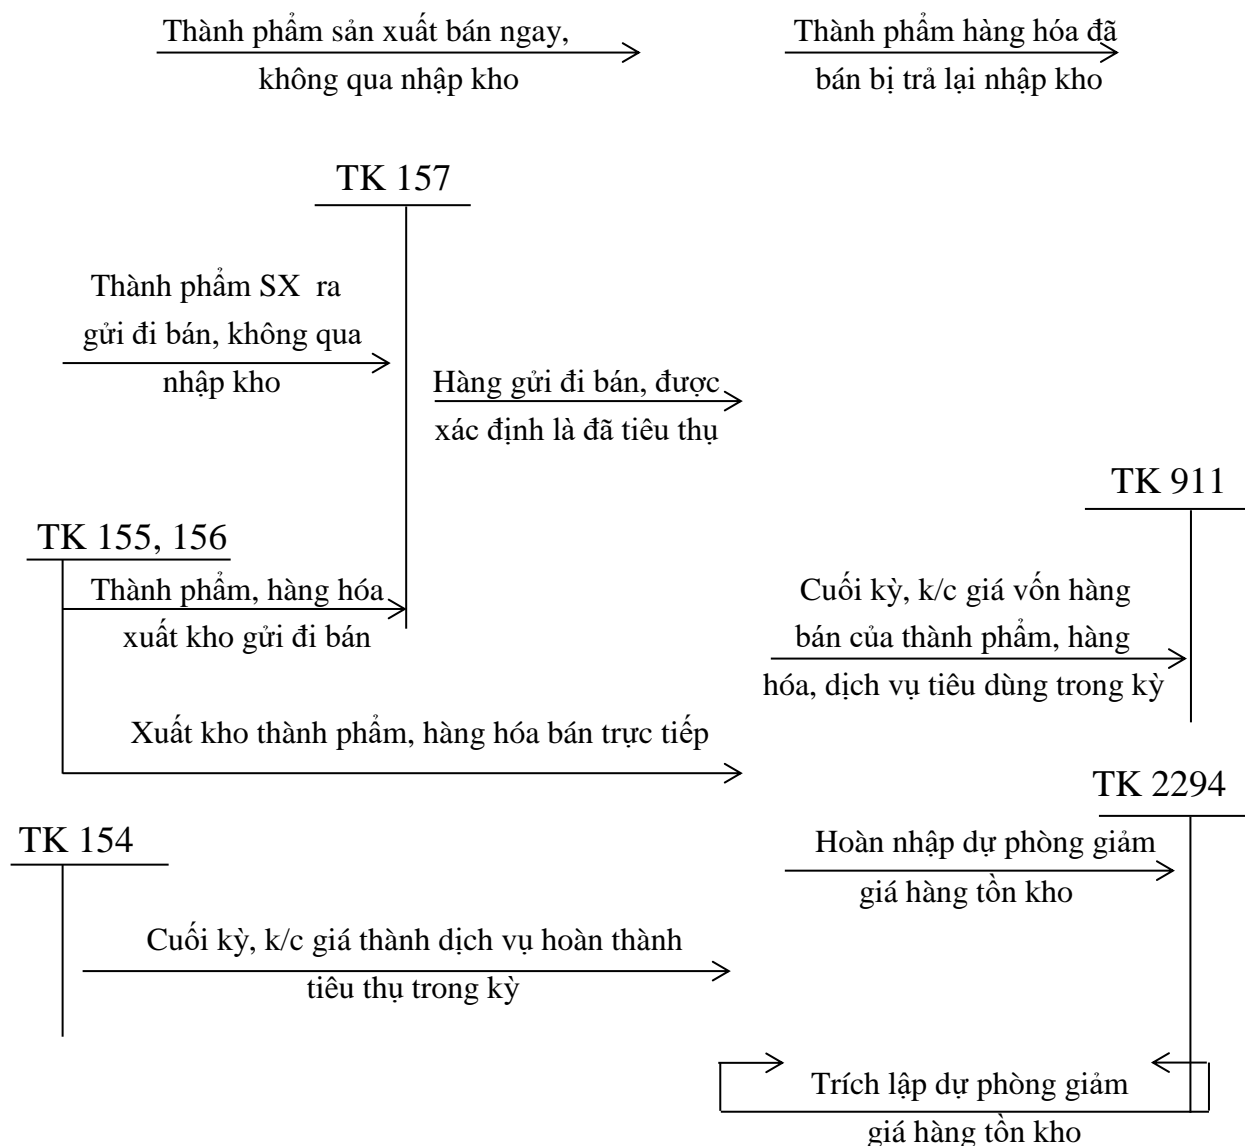 Thành phẩm sản xuất bán ngay,
không qua nhập kho
Thành phẩm hàng hóa đã
bán bị trả lại nhập kho
TK 157
Thành phẩm SX ra
gửi đi bán, không qua
nhập kho
Hàng gửi đi bán, được
xác định là đã tiêu thụ
TK 911
TK 155, 156
Thành phẩm, hàng hóa
xuất kho gửi đi bán
Cuối kỳ, k/c giá vốn hàng
bán của thành phẩm, hàng
hóa, dịch vụ tiêu dùng trong kỳ
Xuất kho thành phẩm, hàng hóa bán trực tiếp
TK 2294
TK 154
Hoàn nhập dự phòng giảm
giá hàng tồn kho
Cuối kỳ, k/c giá thành dịch vụ hoàn thành
tiêu thụ trong kỳ
Trích lập dự phòng giảm
giá hàng tồn kho